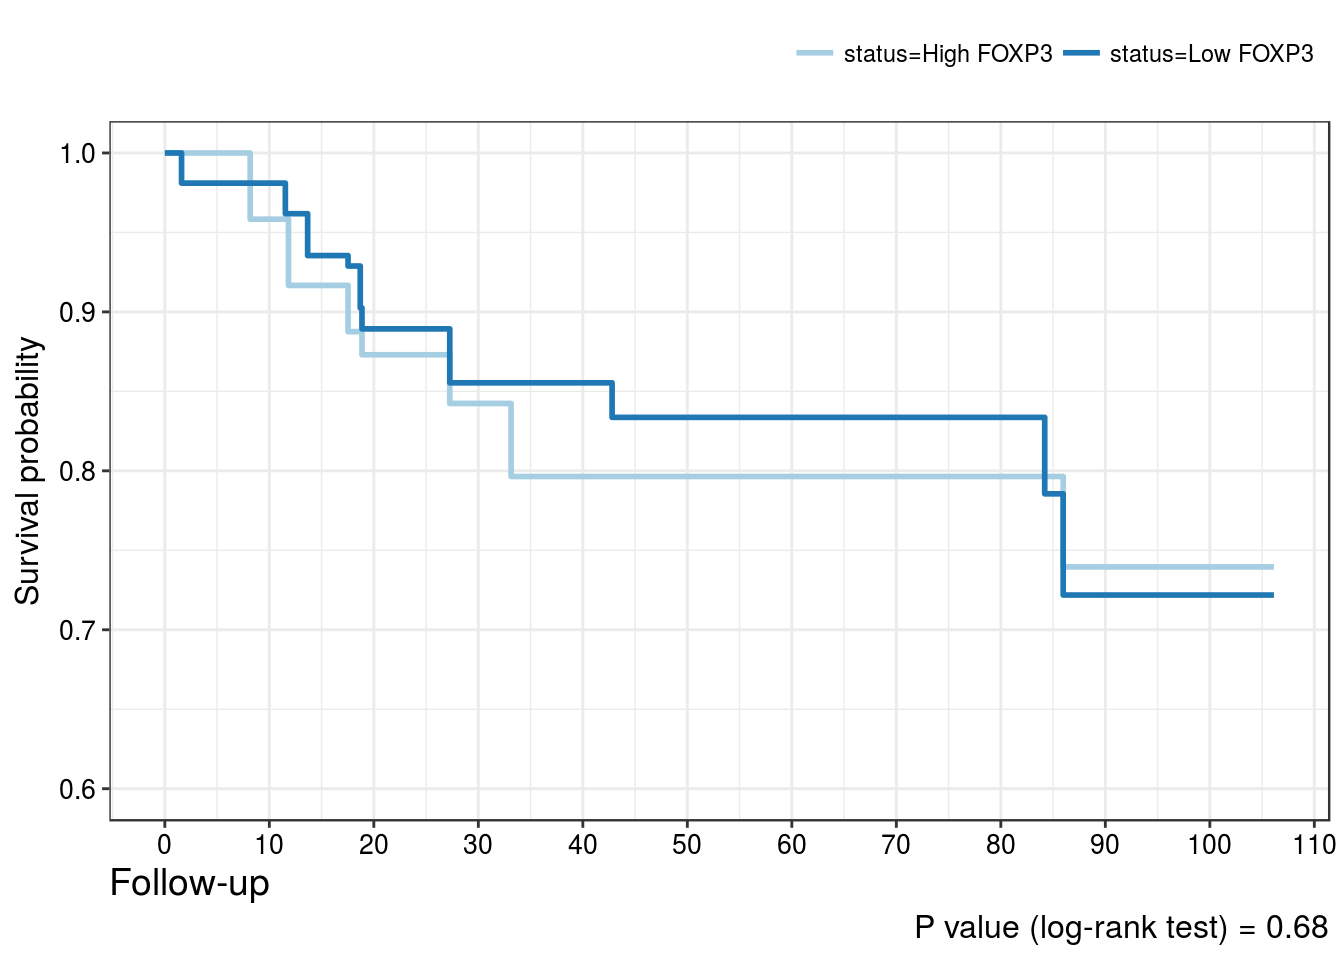 status=High FOXP3 status=Low FOXP3
1.0
0.9
0.8
0.7
0.6
Survival probability
0 10 20 30 40 50 60 70 80 90 100 110
Follow-up
P value (log-rank test) = 0.68